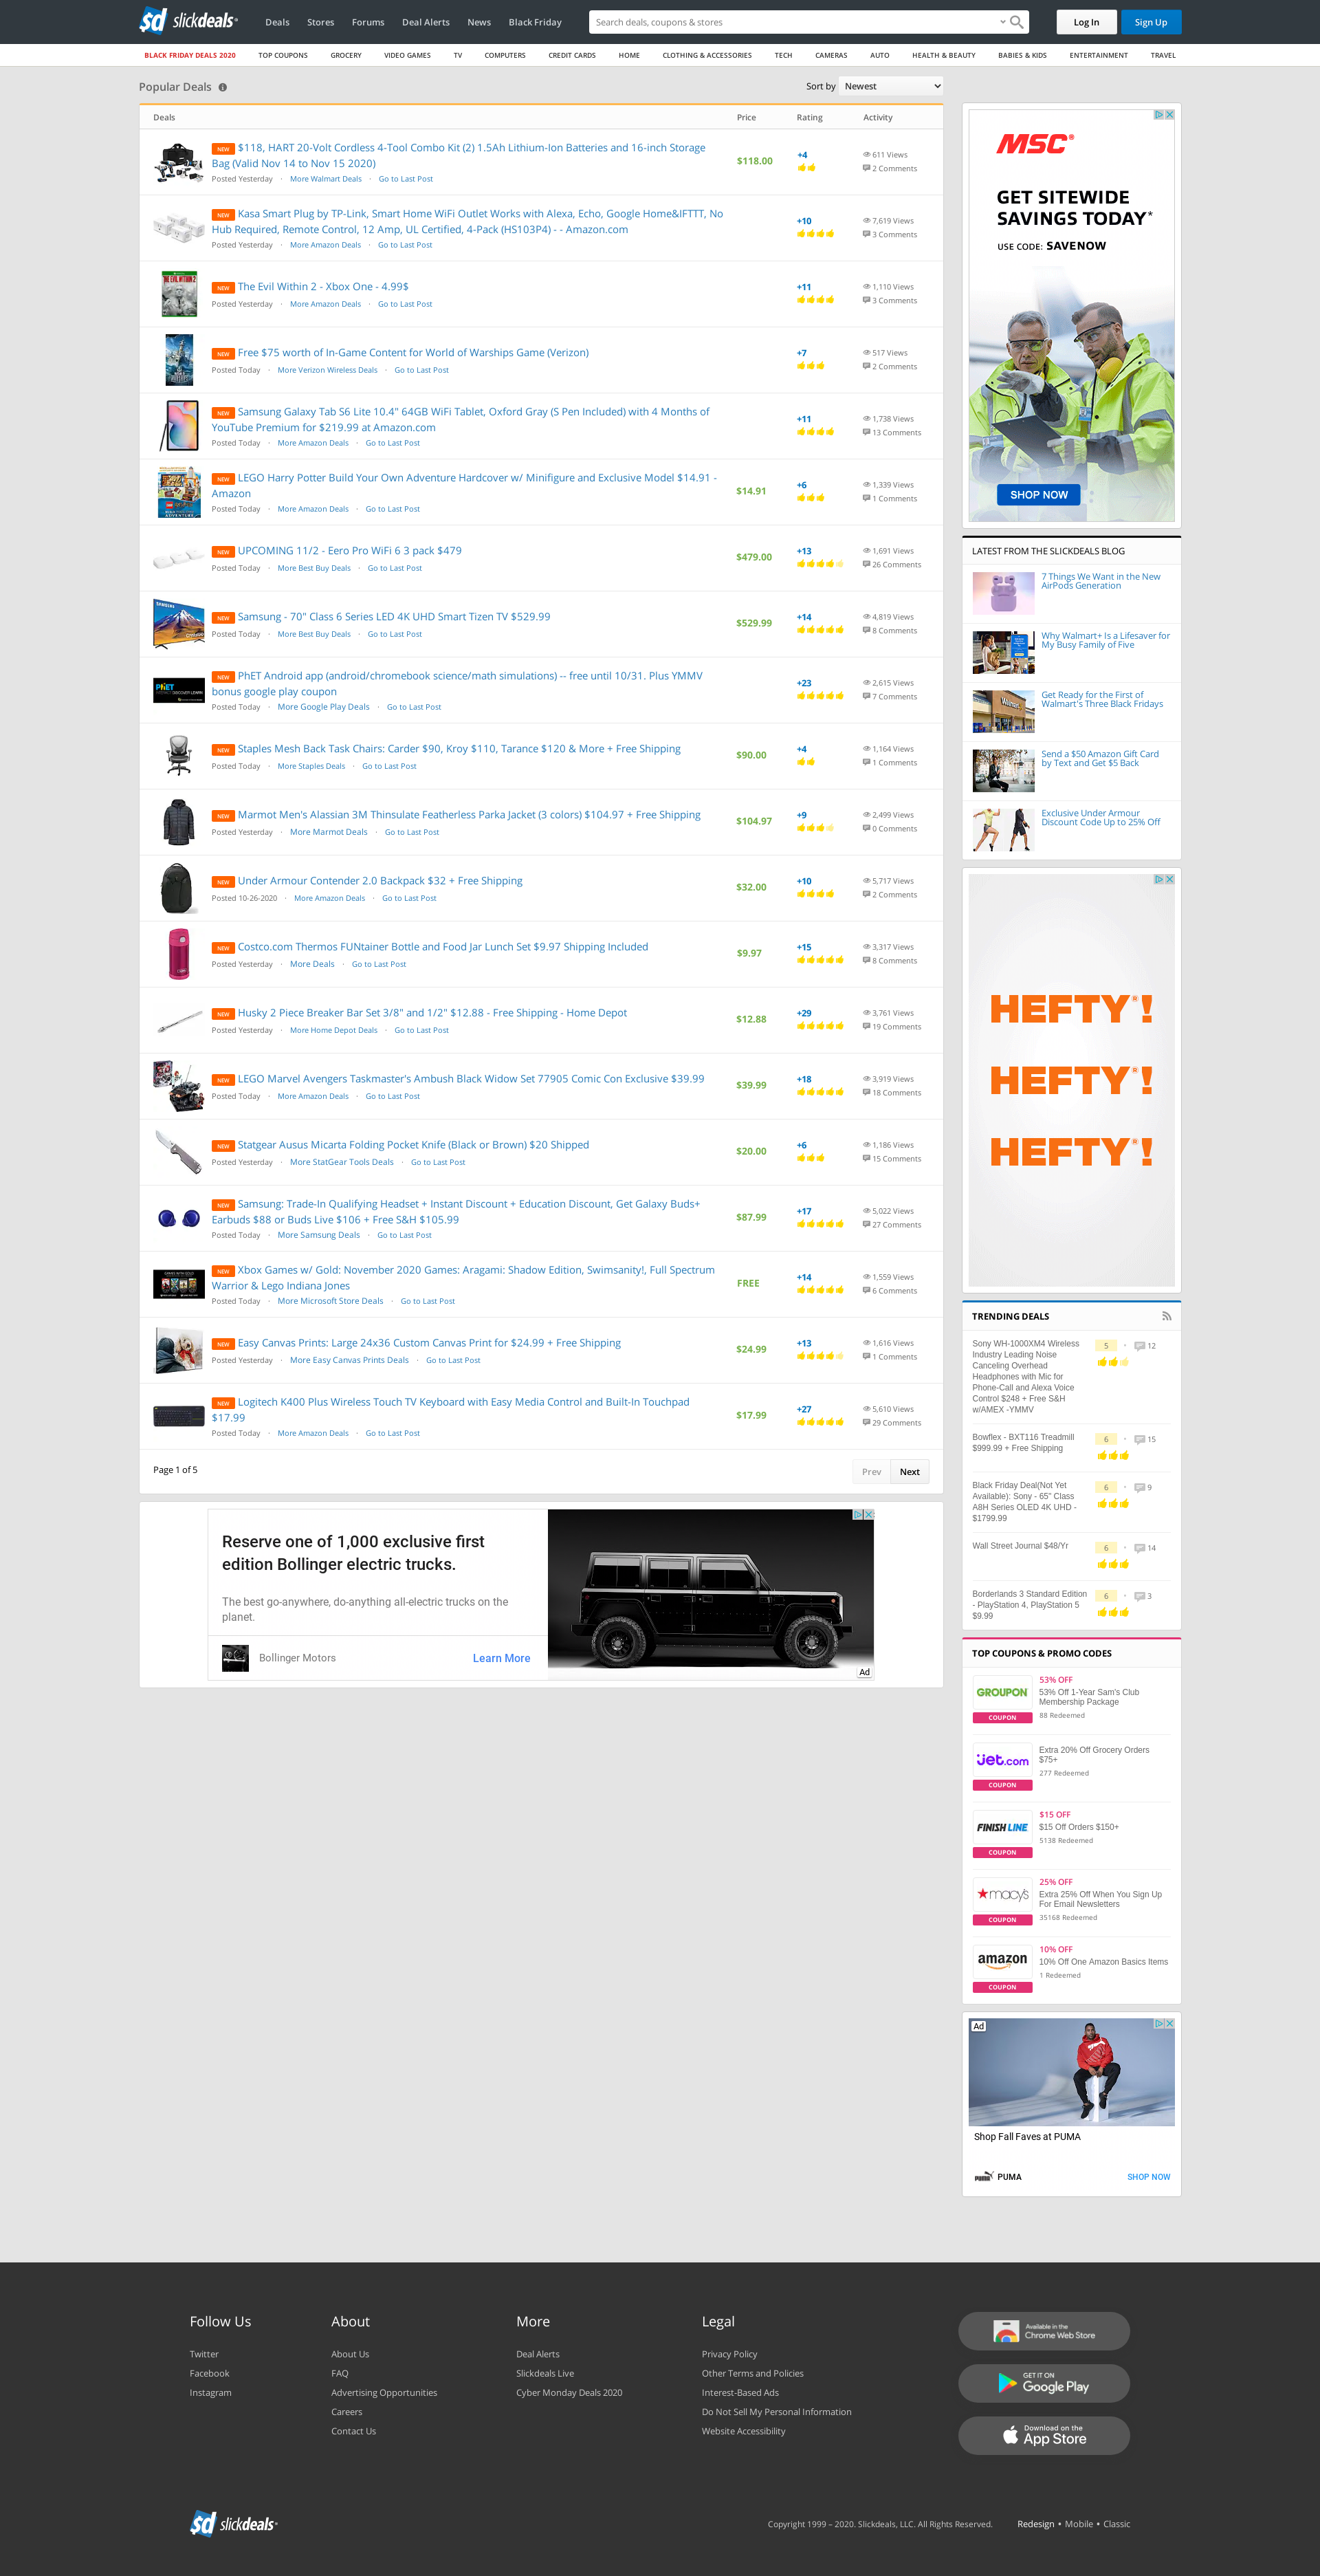 slickdeals
Deals
Stores
Forums
Deal Alerts
News
Black Friday
Search deals, coupons & stores
Log In
Sign Up
BLACK FRIDAY DEALS 2020
TOP COUPONS
GROCERY
VIDEO GAMES
TV
COMPUTERS
CREDIT CARDS
HOME
CLOTHING & ACCESSORIES
TECH
CAMERAS
AUTO
HEALTH & BEAUTY
BABIES & KIDS
ENTERTAINMENT
TRAVEL
Popular Deals
Sort by Newest
Deals Price Rating Activity
NEW $118, HART 20-Volt Cordless 4-Tool Combo Kit (2) 1.5Ah Lithium-Ion Batteries and 16-inch Storage
Bag (Valid Nov 14 to Nov 15 2020)
Posted Yesterday · More Walmart Deals · Go to Last Post
$118.00
+4
611 Views
2 Comments
NEW Kasa Smart Plug by TP-Link, Smart Home WiFi Outlet Works with Alexa, Echo, Google Home&IFTTT, No
Hub Required, Remote Control, 12 Amp, UL Certified, 4-Pack (HS103P4) - - Amazon.com
Posted Yesterday · More Amazon Deals · Go to Last Post
+10
7,619 Views
3 Comments
NEW The Evil Within 2 - Xbox One - 4.99$
Posted Yesterday · More Amazon Deals · Go to Last Post
+11
1,110 Views
3 Comments
NEW Free $75 worth of In-Game Content for World of Warships Game (Verizon)
Posted Today · More Verizon Wireless Deals · Go to Last Post
+7
517 Views
2 Comments
NEW Samsung Galaxy Tab S6 Lite 10.4" 64GB WiFi Tablet, Oxford Gray (S Pen Included) with 4 Months of
YouTube Premium for $219.99 at Amazon.com
Posted Today · More Amazon Deals · Go to Last Post
+11
1,738 Views
13 Comments
NEW LEGO Harry Potter Build Your Own Adventure Hardcover w/ Minifigure and Exclusive Model $14.91 -
Amazon
Posted Today · More Amazon Deals · Go to Last Post
$14.91
+6
1,339 Views
1 Comments
NEW UPCOMING 11/2 - Eero Pro WiFi 6 3 pack $479
Posted Today · More Best Buy Deals · Go to Last Post
$479.00
+13
1,691 Views
26 Comments
NEW Samsung - 70" Class 6 Series LED 4K UHD Smart Tizen TV $529.99
Posted Today · More Best Buy Deals · Go to Last Post
$529.99
+14
4,819 Views
8 Comments
NEW PhET Android app (android/chromebook science/math simulations) -- free until 10/31. Plus YMMV
bonus google play coupon
Posted Today · More Google Play Deals · Go to Last Post
+23
2,615 Views
7 Comments
NEW Staples Mesh Back Task Chairs: Carder $90, Kroy $110, Tarance $120 & More + Free Shipping
Posted Today · More Staples Deals · Go to Last Post
$90.00
+4
1,164 Views
1 Comments
NEW Marmot Men's Alassian 3M Thinsulate Featherless Parka Jacket (3 colors) $104.97 + Free Shipping
Posted Yesterday · More Marmot Deals · Go to Last Post
$104.97
+9
2,499 Views
0 Comments
NEW Under Armour Contender 2.0 Backpack $32 + Free Shipping
Posted 10-26-2020 · More Amazon Deals · Go to Last Post
$32.00
+10
5,717 Views
2 Comments
NEW Costco.com Thermos FUNtainer Bottle and Food Jar Lunch Set $9.97 Shipping Included
Posted Yesterday · More Deals · Go to Last Post
$9.97
+15
3,317 Views
8 Comments
NEW Husky 2 Piece Breaker Bar Set 3/8" and 1/2" $12.88 - Free Shipping - Home Depot
Posted Yesterday · More Home Depot Deals · Go to Last Post
$12.88
+29
3,761 Views
19 Comments
NEW LEGO Marvel Avengers Taskmaster's Ambush Black Widow Set 77905 Comic Con Exclusive $39.99
Posted Today · More Amazon Deals · Go to Last Post
$39.99
+18
3,919 Views
18 Comments
NEW Statgear Ausus Micarta Folding Pocket Knife (Black or Brown) $20 Shipped
Posted Yesterday · More StatGear Tools Deals · Go to Last Post
$20.00
+6
1,186 Views
15 Comments
NEW Samsung: Trade-In Qualifying Headset + Instant Discount + Education Discount, Get Galaxy Buds+
Earbuds $88 or Buds Live $106 + Free S&H $105.99
Posted Today · More Samsung Deals · Go to Last Post
$87.99
+17
5,022 Views
27 Comments
NEW Xbox Games w/ Gold: November 2020 Games: Aragami: Shadow Edition, Swimsanity!, Full Spectrum
Warrior & Lego Indiana Jones
Posted Today · More Microsoft Store Deals · Go to Last Post
FREE
+14
1,559 Views
6 Comments
NEW Easy Canvas Prints: Large 24x36 Custom Canvas Print for $24.99 + Free Shipping
Posted Yesterday · More Easy Canvas Prints Deals · Go to Last Post
$24.99
+13
1,616 Views
1 Comments
NEW Logitech K400 Plus Wireless Touch TV Keyboard with Easy Media Control and Built-In Touchpad
$17.99
Posted Today · More Amazon Deals · Go to Last Post
$17.99
+27
5,610 Views
29 Comments
Page 1 of 5
Prev Next
Reserve one of 1,000 exclusive first
edition Bollinger electric trucks.
The best go-anywhere, do-anything all-electric trucks on the
planet.
Bollinger Motors
Learn More
Ad
MSC®
GET SITEWIDE
SAVINGS TODAY*
USE CODE: SAVENOW
SHOP NOW
LATEST FROM THE SLICKDEALS BLOG
7 Things We Want in the New
AirPods Generation
Why Walmart+ Is a Lifesaver for
My Busy Family of Five
Get Ready for the First of
Walmart's Three Black Fridays
Send a $50 Amazon Gift Card
by Text and Get $5 Back
Exclusive Under Armour
Discount Code Up to 25% Off
HEFTY®!
HEFTY®!
HEFTY®!
TRENDING DEALS
Sony WH-1000XM4 Wireless
Industry Leading Noise
Canceling Overhead
Headphones with Mic for
Phone-Call and Alexa Voice
Control $248 + Free S&H
w/AMEX -YMMV
5 · 12
Bowflex - BXT116 Treadmill
$999.99 + Free Shipping
6 · 15
Black Friday Deal(Not Yet
Available): Sony - 65" Class
A8H Series OLED 4K UHD -
$1799.99
6 · 9
Wall Street Journal $48/Yr
6 · 14
Borderlands 3 Standard Edition
- PlayStation 4, PlayStation 5
$9.99
6 · 3
TOP COUPONS & PROMO CODES
GROUPON
COUPON
53% OFF
53% Off 1-Year Sam's Club
Membership Package
88 Redeemed
jet.com
COUPON
Extra 20% Off Grocery Orders
$75+
277 Redeemed
FINISH LINE
COUPON
$15 OFF
$15 Off Orders $150+
5138 Redeemed
macy's
COUPON
25% OFF
Extra 25% Off When You Sign Up
For Email Newsletters
35168 Redeemed
amazon
COUPON
10% OFF
10% Off One Amazon Basics Items
1 Redeemed
Ad
Shop Fall Faves at PUMA
PUMA
SHOP NOW
Follow Us
Twitter
Facebook
Instagram
About
About Us
FAQ
Advertising Opportunities
Careers
Contact Us
More
Deal Alerts
Slickdeals Live
Cyber Monday Deals 2020
Legal
Privacy Policy
Other Terms and Policies
Interest-Based Ads
Do Not Sell My Personal Information
Website Accessibility
Available in the
Chrome Web Store
GET IT ON
Google Play
Download on the
App Store
slickdeals
Copyright 1999 – 2020. Slickdeals, LLC. All Rights Reserved.
Redesign • Mobile • Classic